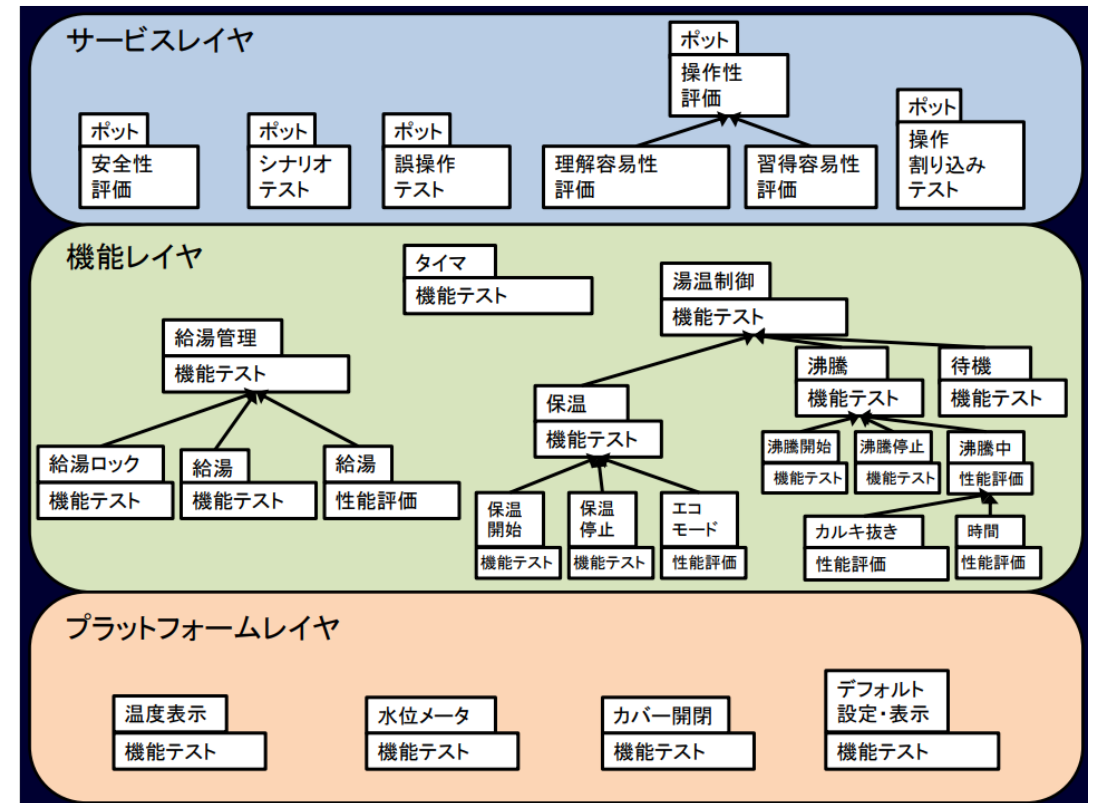 サービスレイヤ
ポット
操作性
評価
ポット
安全性
評価
ポット
シナリオ
テスト
ポット
誤操作
テスト
理解容易性
評価
習得容易性
評価
ポット
操作
割り込み
テスト
機能レイヤ
タイマ
機能テスト
湯温制御
機能テスト
給湯管理
機能テスト
沸騰
機能テスト
待機
機能テスト
保温
機能テスト
給湯ロック
機能テスト
給湯
機能テスト
給湯
性能評価
沸騰開始
機能テスト
沸騰停止
機能テスト
沸騰中
性能評価
保温
開始
機能テスト
保温
停止
機能テスト
エコ
モード
性能評価
カルキ抜き
性能評価
時間
性能評価
プラットフォームレイヤ
温度表示
機能テスト
水位メータ
機能テスト
カバー開閉
機能テスト
デフォルト
設定・表示
機能テスト